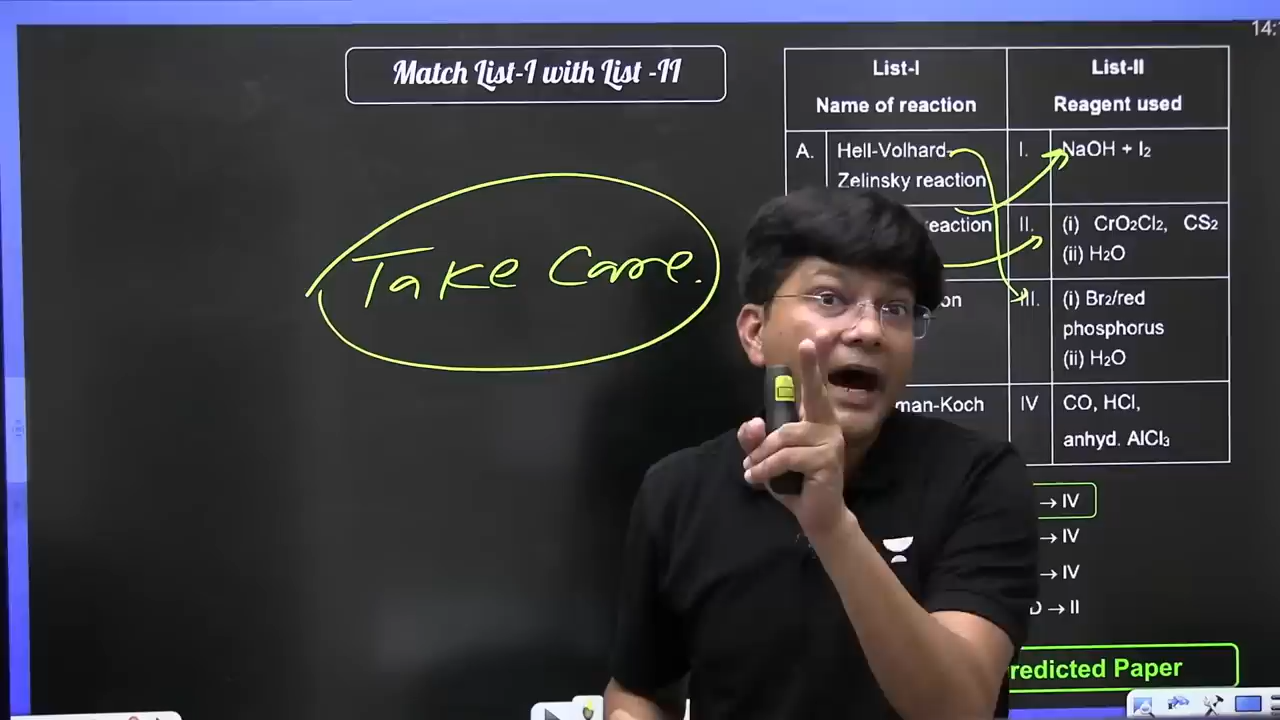 14:
Match List-I with List -II
Take Care.
List-I
List-II
Name of reaction
Reagent used
A.
Hell-Volhard-
Zelinsky reaction
I.
NaOH + I₂
reaction
II.
(i) CrO₂Cl₂, CS₂
(ii) H₂O
III.
(i) Br₂/red
phosphorus
(ii) H₂O
man-Koch
IV
CO, HCl,
anhyd. AlCl₃
→ IV
→ IV
→ IV
D → II
redicted Paper